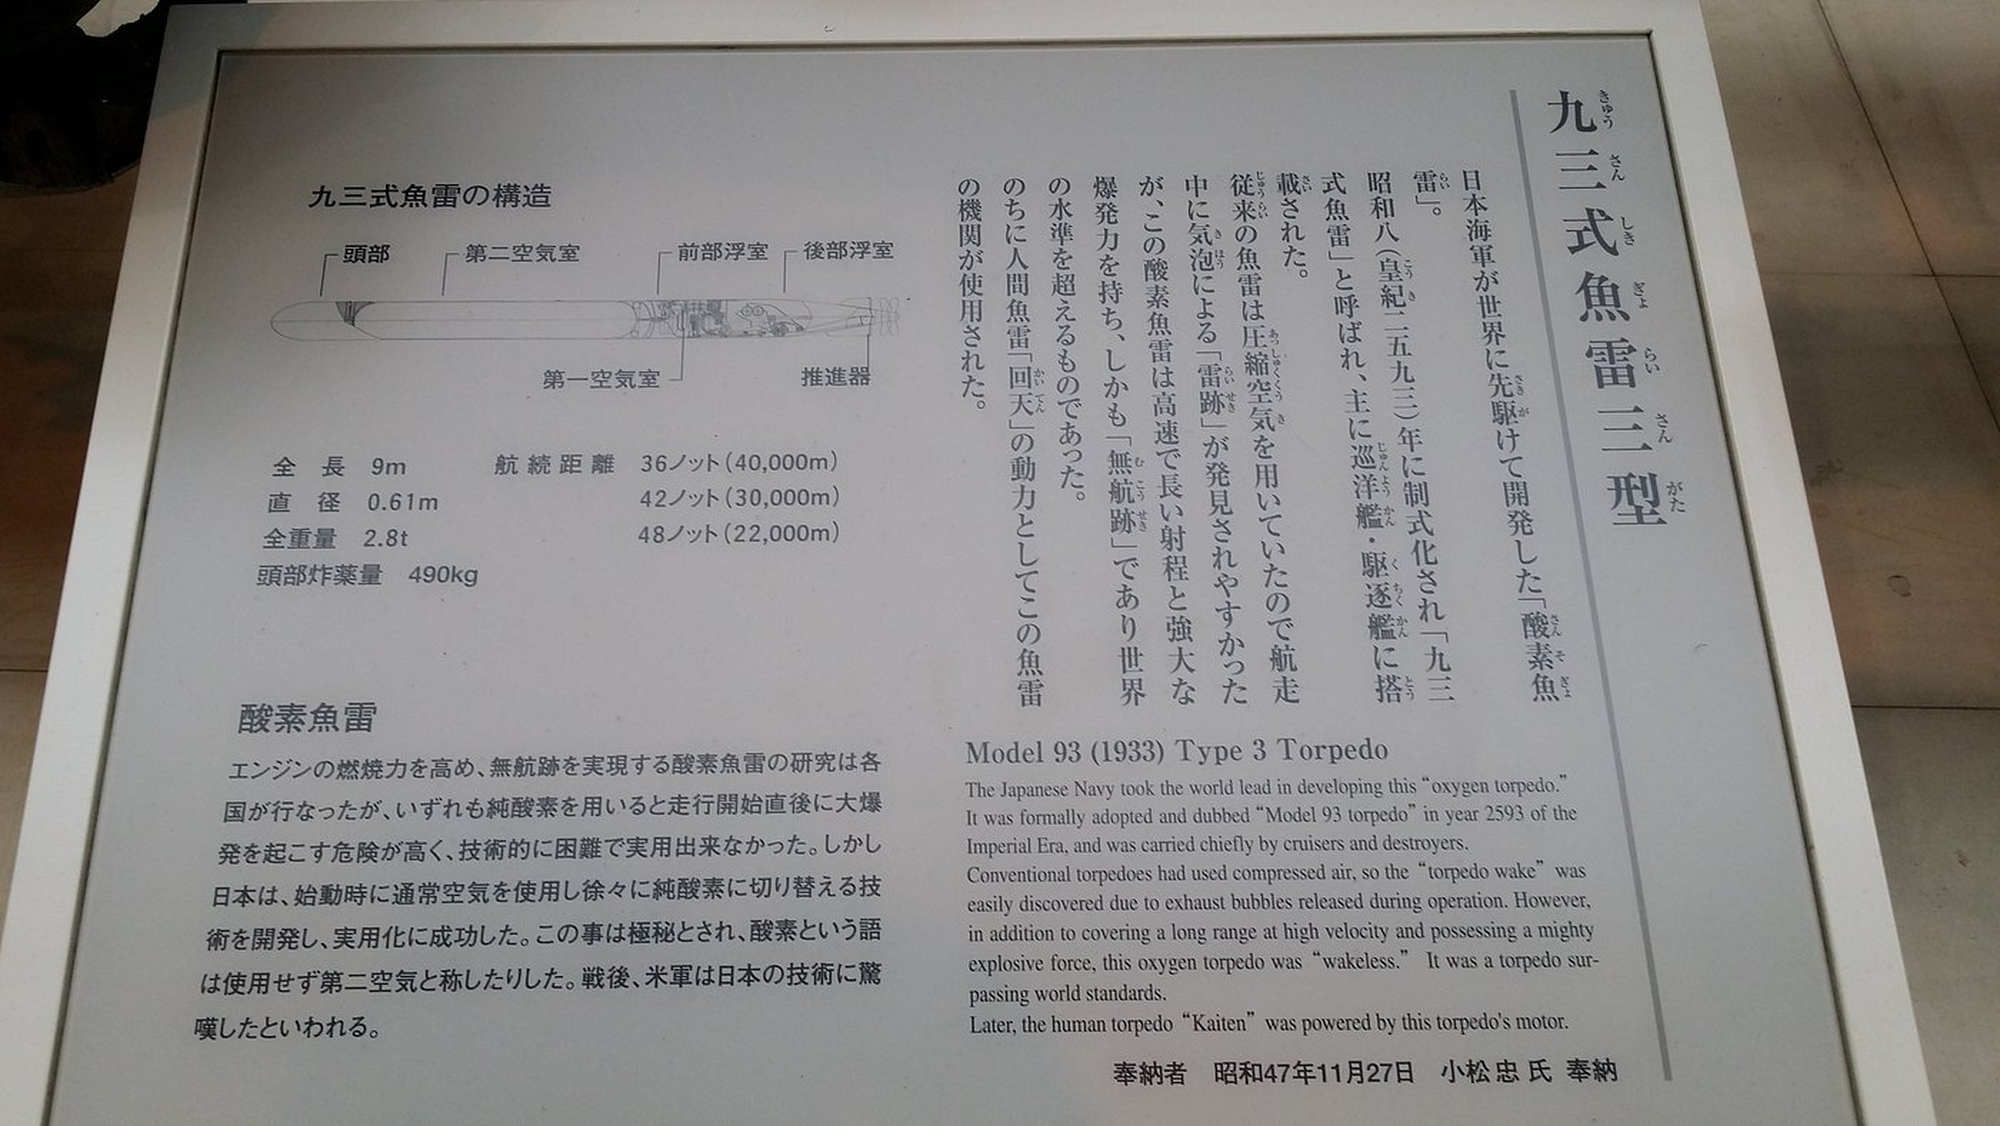 九三式魚雷三型
きゅうさんしきぎょらいさんがた
日本海軍が世界に先駆けて開発した「酸素魚
雷」。
昭和八（皇紀二五九三）年に制式化され「九三
式魚雷」と呼ばれ、主に巡洋艦・駆逐艦に搭
載された。
従来の魚雷は圧縮空気を用いていたので航走
中に気泡による「雷跡」が発見されやすかった
が、この酸素魚雷は高速で長い射程と強大な
爆発力を持ち、しかも「無航跡」であり世界
の水準を超えるものであった。
のちに人間魚雷「回天」の動力としてこの魚雷
の機関が使用された。
九三式魚雷の構造
頭部
第二空気室
前部浮室
後部浮室
第一空気室
推進器
全長 9m
直径 0.61m
全重量 2.8t
頭部炸薬量 490kg
航続距離 36ノット(40,000m)
42ノット(30,000m)
48ノット(22,000m)
酸素魚雷
エンジンの燃焼力を高め、無航跡を実現する酸素魚雷の研究は各
国が行なったが、いずれも純酸素を用いると走行開始直後に大爆
発を起こす危険が高く、技術的に困難で実用出来なかった。しかし
日本は、始動時に通常空気を使用し徐々に純酸素に切り替える技
術を開発し、実用化に成功した。この事は極秘とされ、酸素という語
は使用せず第二空気と称したりした。戦後、米軍は日本の技術に驚
嘆したといわれる。
Model 93 (1933) Type 3 Torpedo
The Japanese Navy took the world lead in developing this “oxygen torpedo.”
It was formally adopted and dubbed “Model 93 torpedo” in year 2593 of the
Imperial Era, and was carried chiefly by cruisers and destroyers.
Conventional torpedoes had used compressed air, so the “torpedo wake” was
easily discovered due to exhaust bubbles released during operation. However,
in addition to covering a long range at high velocity and possessing a mighty
explosive force, this oxygen torpedo was “wakeless.” It was a torpedo sur-
passing world standards.
Later, the human torpedo “Kaiten” was powered by this torpedo's motor.
奉納者 昭和47年11月27日 小松 忠 氏 奉納